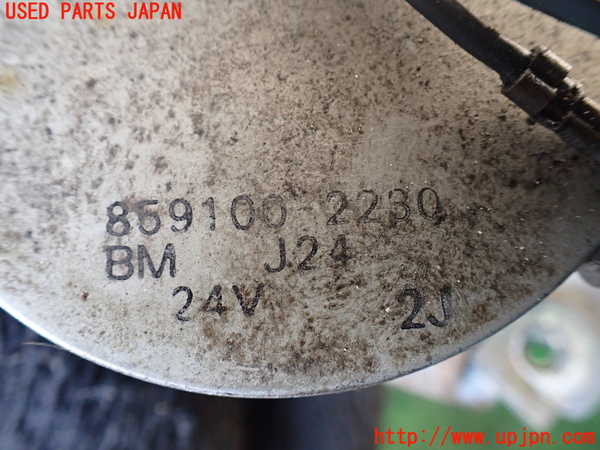 USED PARTS JAPAN
859100 2230
BM J24
24V 2J
http://www.upjpn.com/